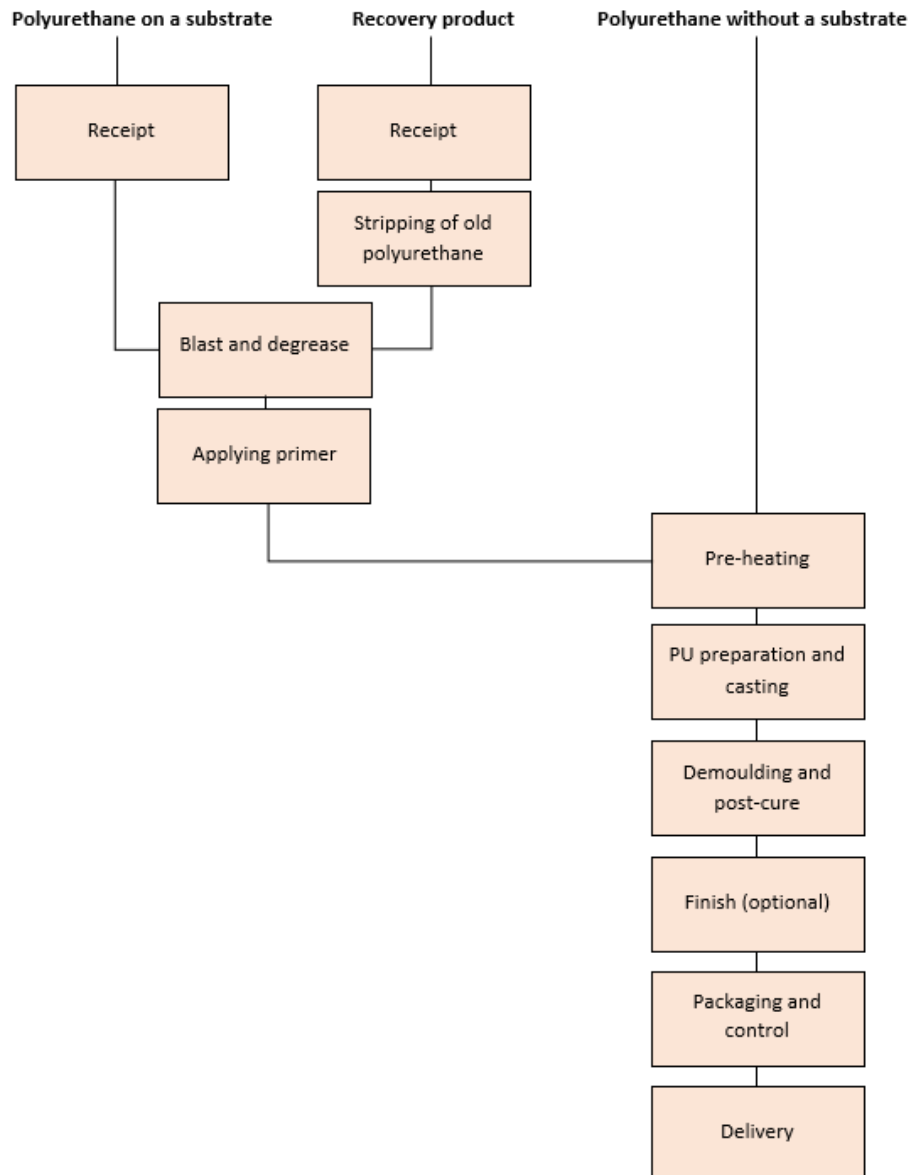 Polyurethane on a substrate
Recovery product
Polyurethane without a substrate
Receipt
Receipt
Stripping of old
polyurethane
Blast and degrease
Applying primer
Pre-heating
PU preparation and
casting
Demoulding and
post-cure
Finish (optional)
Packaging and
control
Delivery